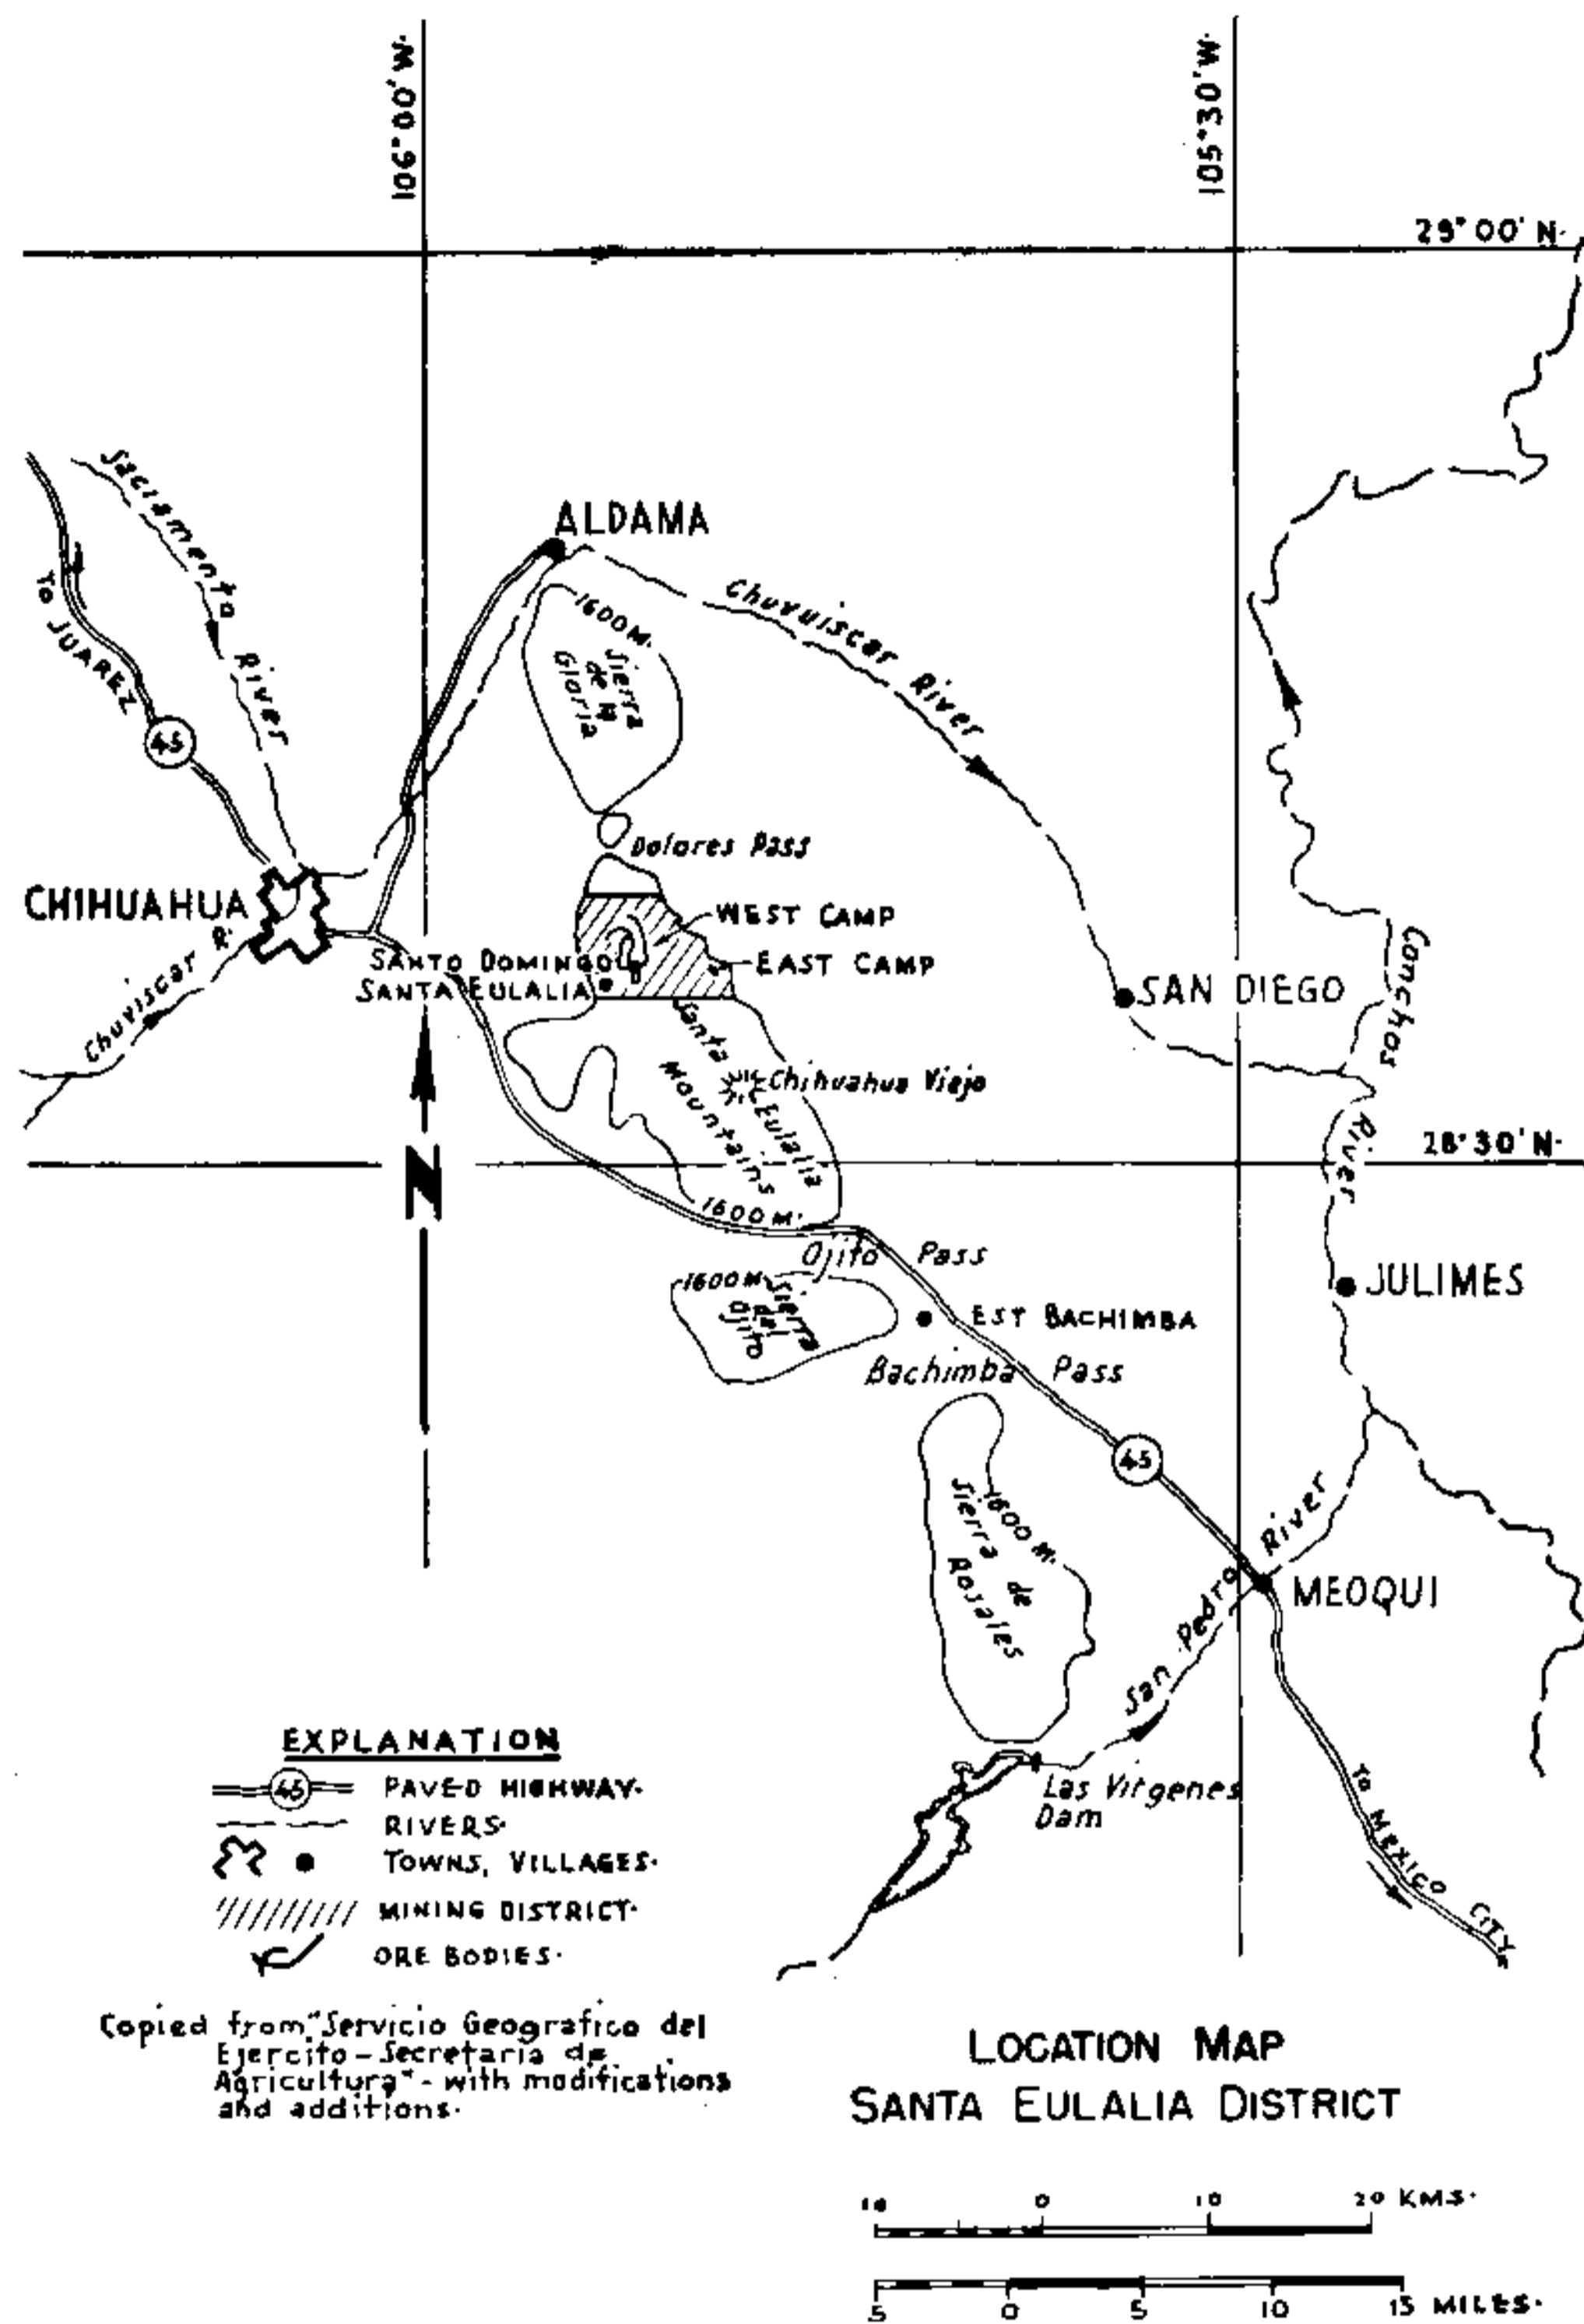 106°00'W.
105°30'W.
29°00'N.
Sacramento River
TO JUAREZ
45
ALDAMA
1600 M.
Sierra de la Gloria
Chuvuiscar River
Dolores Pass
CHIHUAHUA
WEST CAMP
EAST CAMP
SANTO DOMINGO
SANTA EULALIA
Chuviscar R.
SAN DIEGO
Conchos River
Santa Eulalia Mountains
Chihuahua Viejo
28°30'N.
N
1600 M.
Ojito Pass
1600 M.
Sierra del Ojito
JULIMES
EST BACHIMBA
Bachimba Pass
45
1600 M.
Sierra de Rosales
San Pedro River
MEOQUI
Las Virgenes
Dam
TO MEXICO CITY
EXPLANATION
45 PAVED HIGHWAY.
RIVERS.
TOWNS, VILLAGES.
MINING DISTRICT.
ORE BODIES.
Copied from "Servicio Geografico del
Ejercito - Secretaria de
Agricultura" - with modifications
and additions.
LOCATION MAP
SANTA EULALIA DISTRICT
10 0 10 20 KMS.
5 0 5 10 15 MILES.